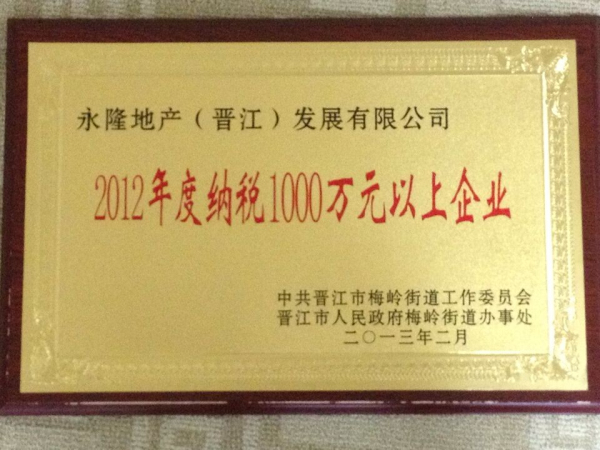 永隆地产（晋江）发展有限公司
2012年度纳税1000万元以上企业
中共晋江市梅岭街道工作委员会
晋江市人民政府梅岭街道办事处
二〇一三年二月